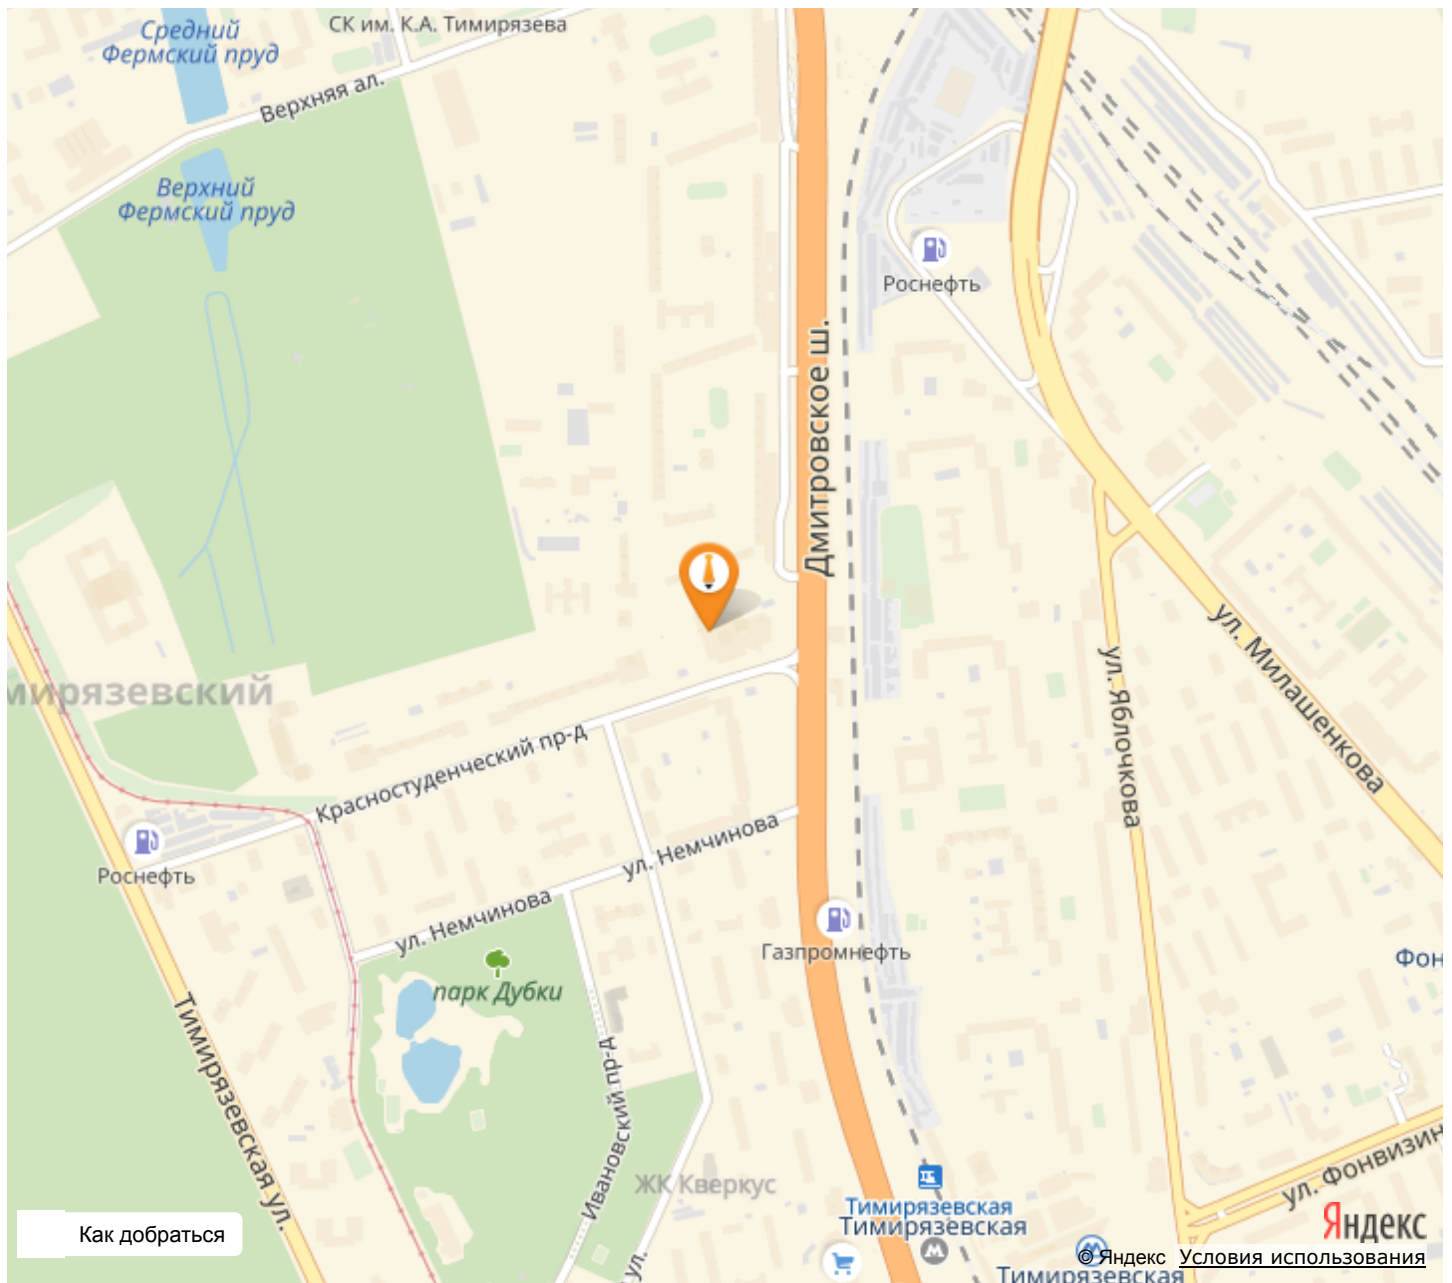 Средний
Фермский пруд
СК им. К.А. Тимирязева
Верхняя ал.
Верхний
Фермский пруд
Роснефть
Дмитровское ш.
ул. Милашенкова
ул. Яблочкова
мирязевский
Красностуденческий пр-д
ул. Немчинова
Роснефть
ул. Немчинова
Газпромнефть
Фон
парк Дубки
Тимирязевская ул.
Ивановский пр-д
ЖК Кверкус
ул. Фонвизин
Тимирязевская
Тимирязевская
Яндекс
Как добраться
ул.
© Яндекс Условия использования
Тимирязевская